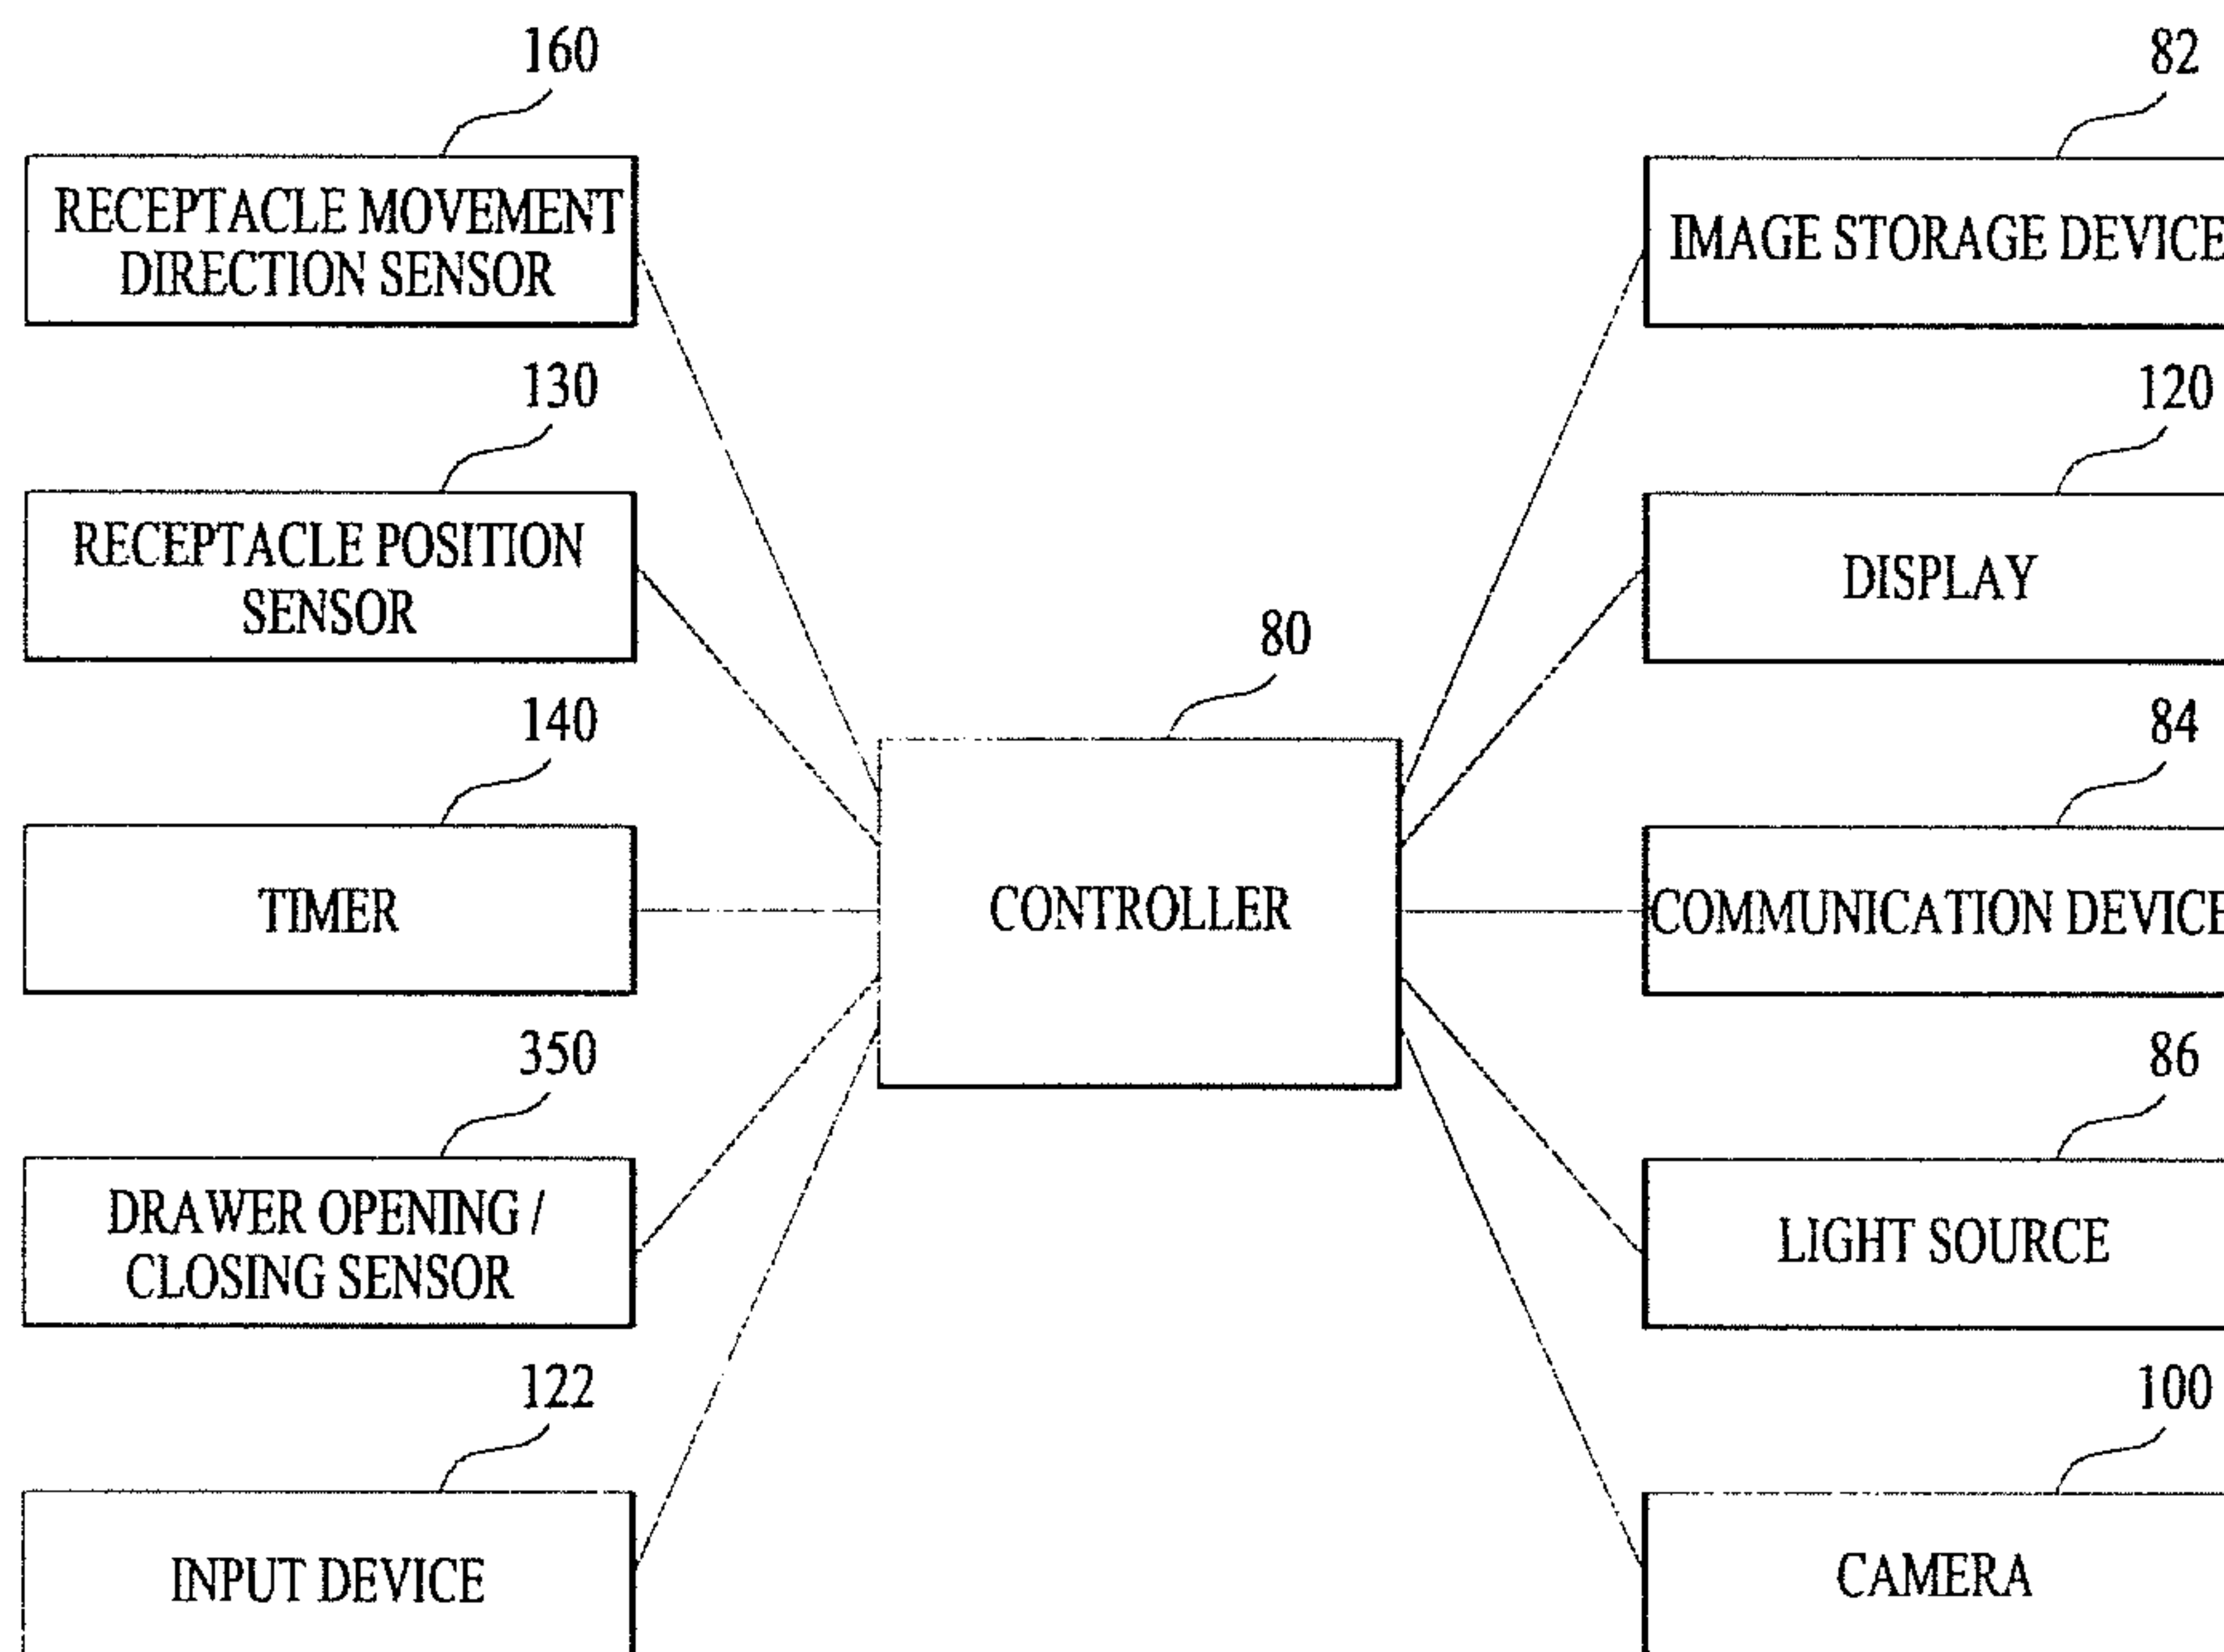 160
RECEPTACLE MOVEMENT
DIRECTION SENSOR
130
RECEPTACLE POSITION
SENSOR
140
TIMER
350
DRAWER OPENING /
CLOSING SENSOR
122
INPUT DEVICE
80
CONTROLLER
82
IMAGE STORAGE DEVICE
120
DISPLAY
84
COMMUNICATION DEVICE
86
LIGHT SOURCE
100
CAMERA